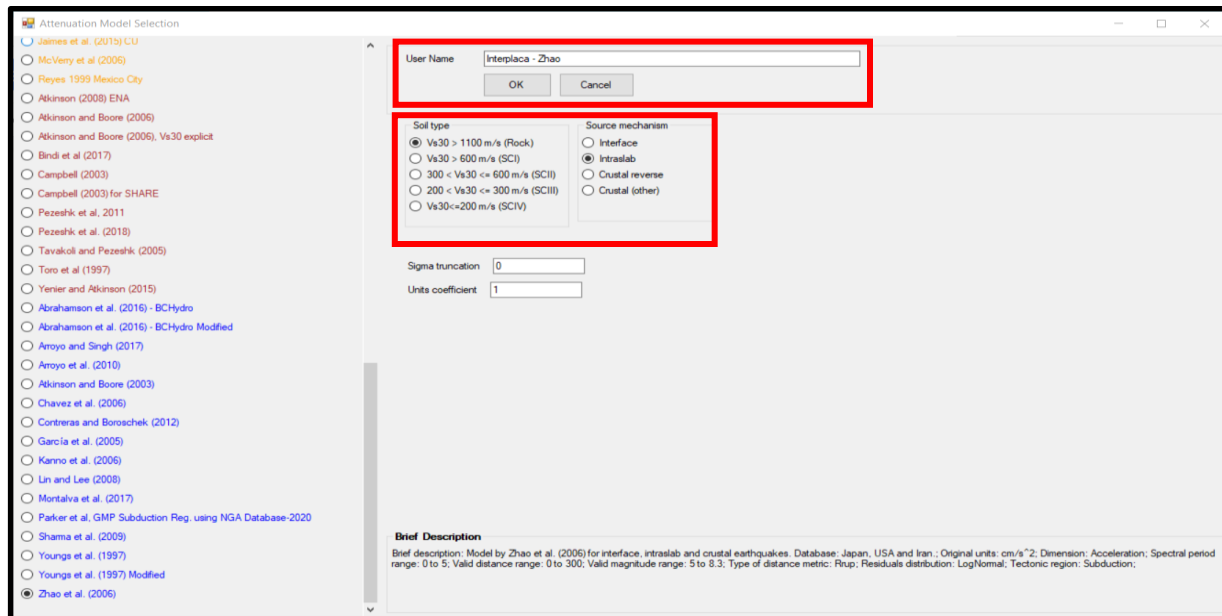 Attenuation Model Selection
Jaimes et al. (2015) CU
McVerry et al (2006)
Reyes 1999 Mexico City
Atkinson (2008) ENA
Atkinson and Boore (2006)
Atkinson and Boore (2006), Vs30 explicit
Bindi et al (2017)
Campbell (2003)
Campbell (2003) for SHARE
Pezeshk et al, 2011
Pezeshk et al. (2018)
Tavakoli and Pezeshk (2005)
Toro et al (1997)
Yenier and Atkinson (2015)
Abrahamson et al. (2016) - BCHydro
Abrahamson et al. (2016) - BCHydro Modified
Arroyo and Singh (2017)
Arroyo et al. (2010)
Atkinson and Boore (2003)
Chavez et al. (2006)
Contreras and Boroschek (2012)
García et al. (2005)
Kanno et al. (2006)
Lin and Lee (2008)
Montalva et al. (2017)
Parker et al, GMP Subduction Reg. using NGA Database-2020
Sharma et al. (2009)
Youngs et al. (1997)
Youngs et al. (1997) Modified
Zhao et al. (2006)
User Name Interplaca - Zhao
OK Cancel
Soil type
Vs30 > 1100 m/s (Rock)
Vs30 > 600 m/s (SCI)
300 < Vs30 <= 600 m/s (SCII)
200 < Vs30 <= 300 m/s (SCIII)
Vs30<=200 m/s (SCIV)
Source mechanism
Interface
Intraslab
Crustal reverse
Crustal (other)
Sigma truncation 0
Units coefficient 1
Brief Description
Brief description: Model by Zhao et al. (2006) for interface, intraslab and crustal earthquakes. Database: Japan, USA and Iran.; Original units: cm/s^2; Dimension: Acceleration; Spectral period
range: 0 to 5; Valid distance range: 0 to 300; Valid magnitude range: 5 to 8.3; Type of distance metric: Rrup; Residuals distribution: LogNormal; Tectonic region: Subduction;